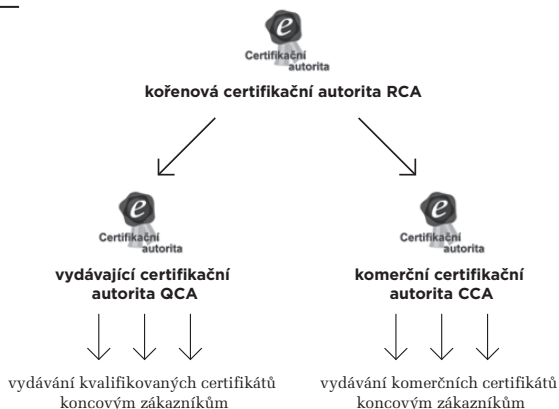 e
Certifikační
autorita
kořenová certifikační autorita RCA
e
Certifikační
autorita
vydávající certifikační
autorita QCA
e
Certifikační
autorita
komerční certifikační
autorita CCA
vydávání kvalifikovaných certifikátů
koncovým zákazníkům
vydávání komerčních certifikátů
koncovým zákazníkům